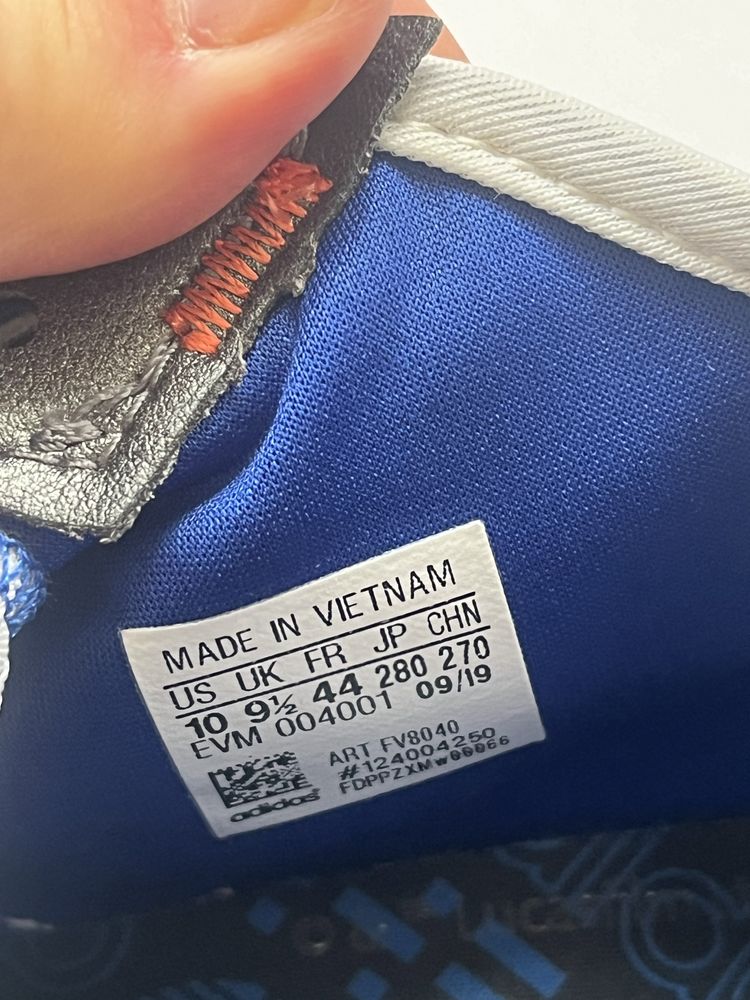 MADE IN VIETNAM
US UK FR JP CHN
10 9½ 44 280 270
EVM 004001 09/19
ART FV8040
#124004250
FDPPZXMW00066
adidas